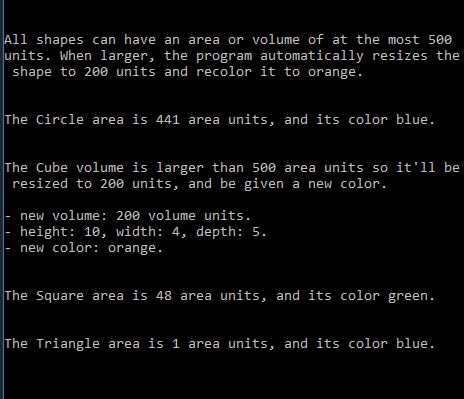 All shapes can have an area or volume of at the most 500
units. When larger, the program automatically resizes the
shape to 200 units and recolor it to orange.
The Circle area is 441 area units, and its color blue.
The Cube volume is larger than 500 area units so it'll be
resized to 200 units, and be given a new color.
- new volume: 200 volume units.
- height: 10, width: 4, depth: 5.
- new color: orange.
The Square area is 48 area units, and its color green.
The Triangle area is 1 area units, and its color blue.